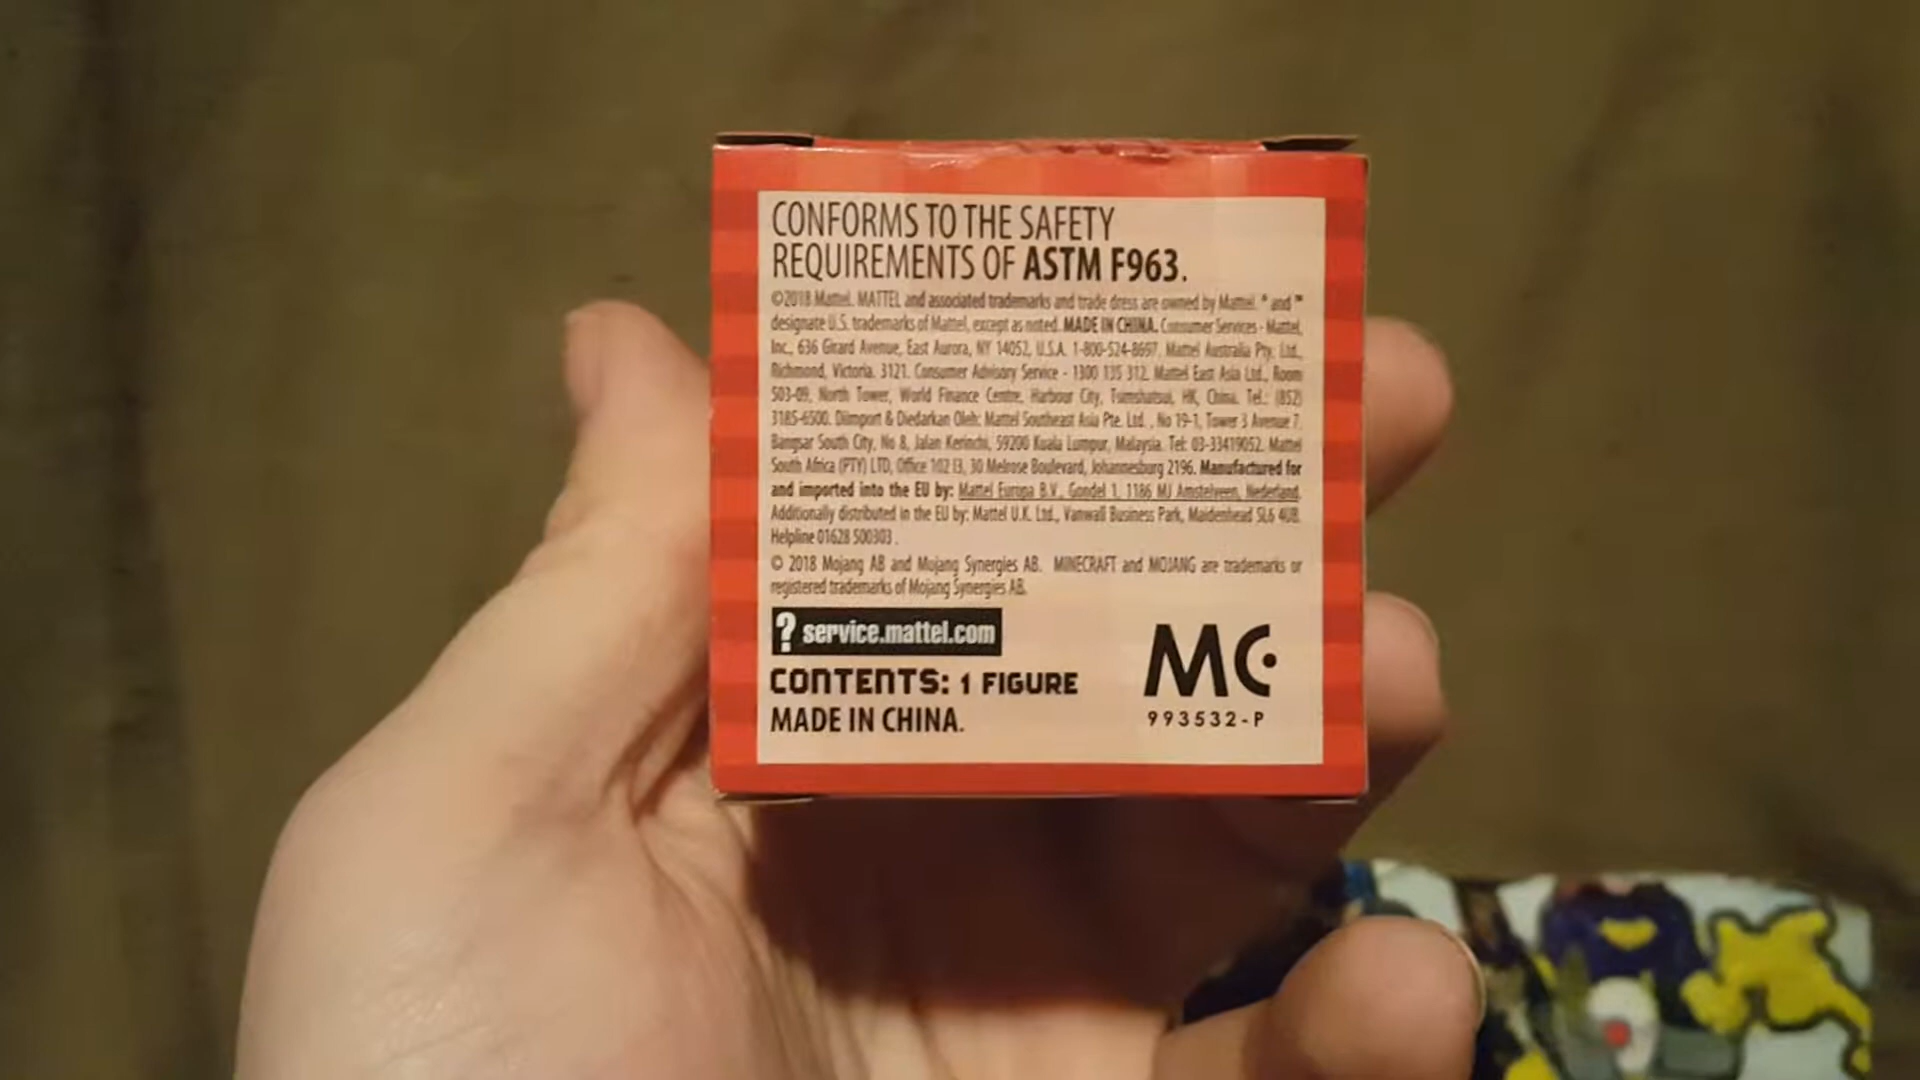 CONFORMS TO THE SAFETY
REQUIREMENTS OF ASTM F963.
©2018 Mattel. MATTEL and associated trademarks and trade dress are owned by Mattel. ® and ™
designate U.S. trademarks of Mattel, except as noted. MADE IN CHINA. Consumer Services - Mattel,
Inc., 636 Girard Avenue, East Aurora, NY 14052, U.S.A. 1-800-524-8697. Mattel Australia Pty. Ltd.,
Richmond, Victoria. 3121. Consumer Advisory Service - 1300 135 312. Mattel East Asia Ltd., Room
503-09, North Tower, World Finance Centre, Harbour City, Tsimshatsui, HK, China. Tel.: (852)
3185-6500. Diimport & Diedarkan Oleh: Mattel Southeast Asia Pte. Ltd. , No 19-1, Tower 3 Avenue 7,
Bangsar South City, No 8, Jalan Kerinchi, 59200 Kuala Lumpur, Malaysia. Tel: 03-33419052. Mattel
South Africa (PTY) LTD, Office 102 I3, 30 Melrose Boulevard, Johannesburg 2196. Manufactured for
and imported into the EU by: Mattel Europa B.V., Gondel 1, 1186 MJ Amstelveen, Nederland.
Additionally distributed in the EU by: Mattel U.K. Ltd., Vanwall Business Park, Maidenhead SL6 4UB.
Helpline 01628 500303 .
© 2018 Mojang AB and Mojang Synergies AB. MINECRAFT and MOJANG are trademarks or
registered trademarks of Mojang Synergies AB.
? service.mattel.com
CONTENTS: 1 FIGURE
MADE IN CHINA.
MC
993532-P